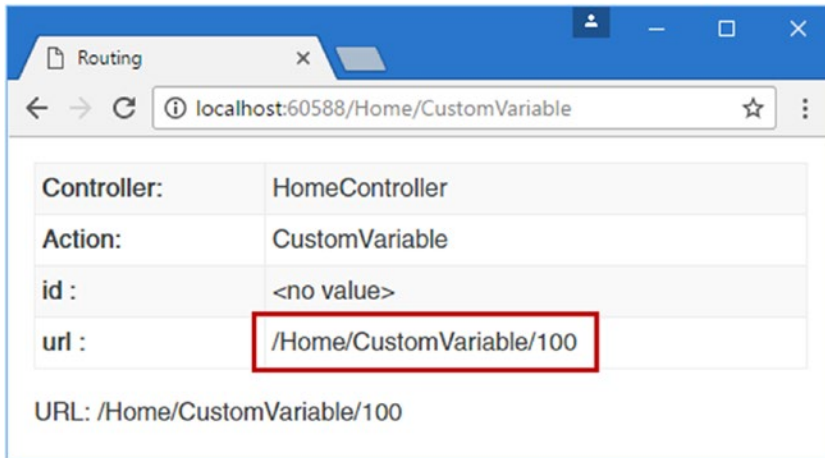 Routing
localhost:60588/Home/CustomVariable
Controller: HomeController
Action: CustomVariable
id : <no value>
url : /Home/CustomVariable/100
URL: /Home/CustomVariable/100